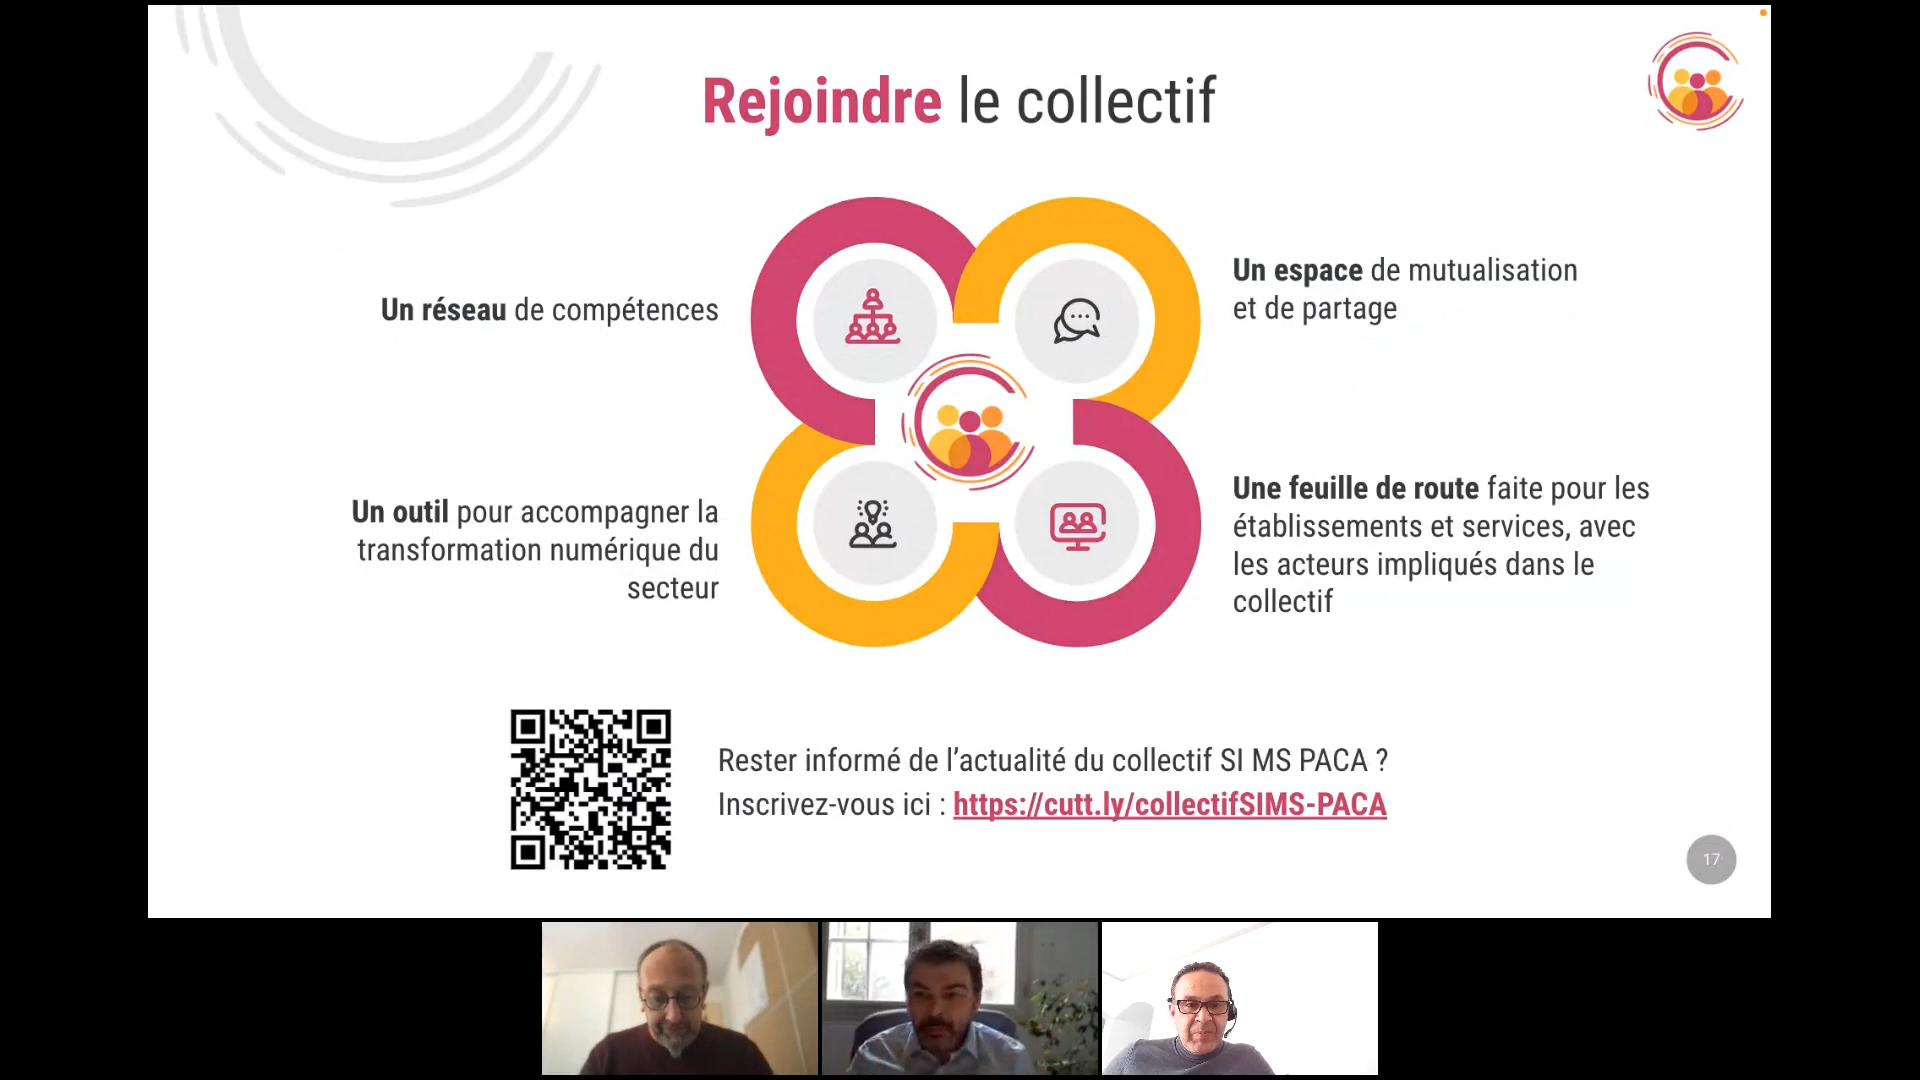 Rejoindre le collectif
Un réseau de compétences
Un espace de mutualisation
et de partage
Un outil pour accompagner la
transformation numérique du
secteur
Une feuille de route faite pour les
établissements et services, avec
les acteurs impliqués dans le
collectif
Rester informé de l’actualité du collectif SI MS PACA ?
Inscrivez-vous ici : https://cutt.ly/collectifSIMS-PACA
17